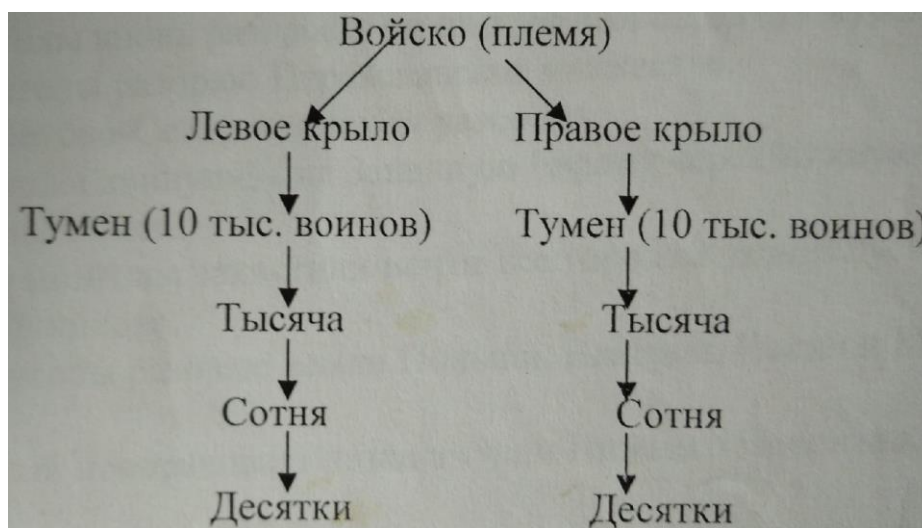 Войско (племя)
Левое крыло Правое крыло
Тумен (10 тыс. воинов) Тумен (10 тыс. воинов)
Тысяча Тысяча
Сотня Сотня
Десятки Десятки